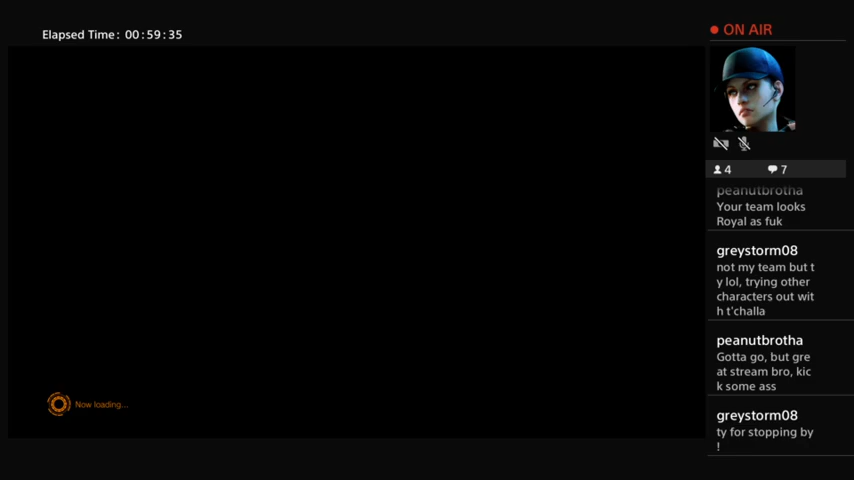 Elapsed Time: 00:59:35
ON AIR
4
7
peanutbrotha
Your team looks
Royal as fuk
greystorm08
not my team but t
y lol, trying other
characters out wit
h t'challa
peanutbrotha
Gotta go, but gre
at stream bro, kic
k some ass
greystorm08
ty for stopping by
!
Now loading...